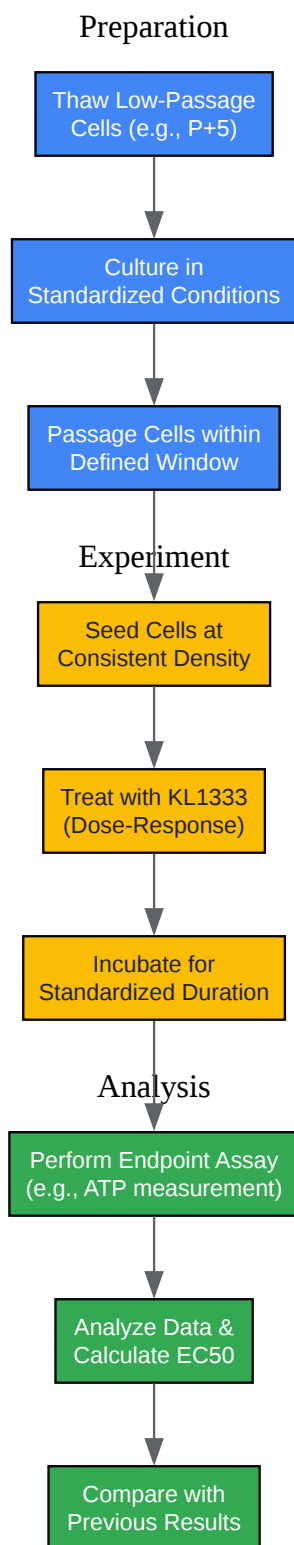 Preparation
Thaw Low-Passage
Cells (e.g., P+5)
Culture in
Standardized Conditions
Passage Cells within
Defined Window
Experiment
Seed Cells at
Consistent Density
Treat with KL1333
(Dose-Response)
Incubate for
Standardized Duration
Analysis
Perform Endpoint Assay
(e.g., ATP measurement)
Analyze Data &
Calculate EC50
Compare with
Previous Results